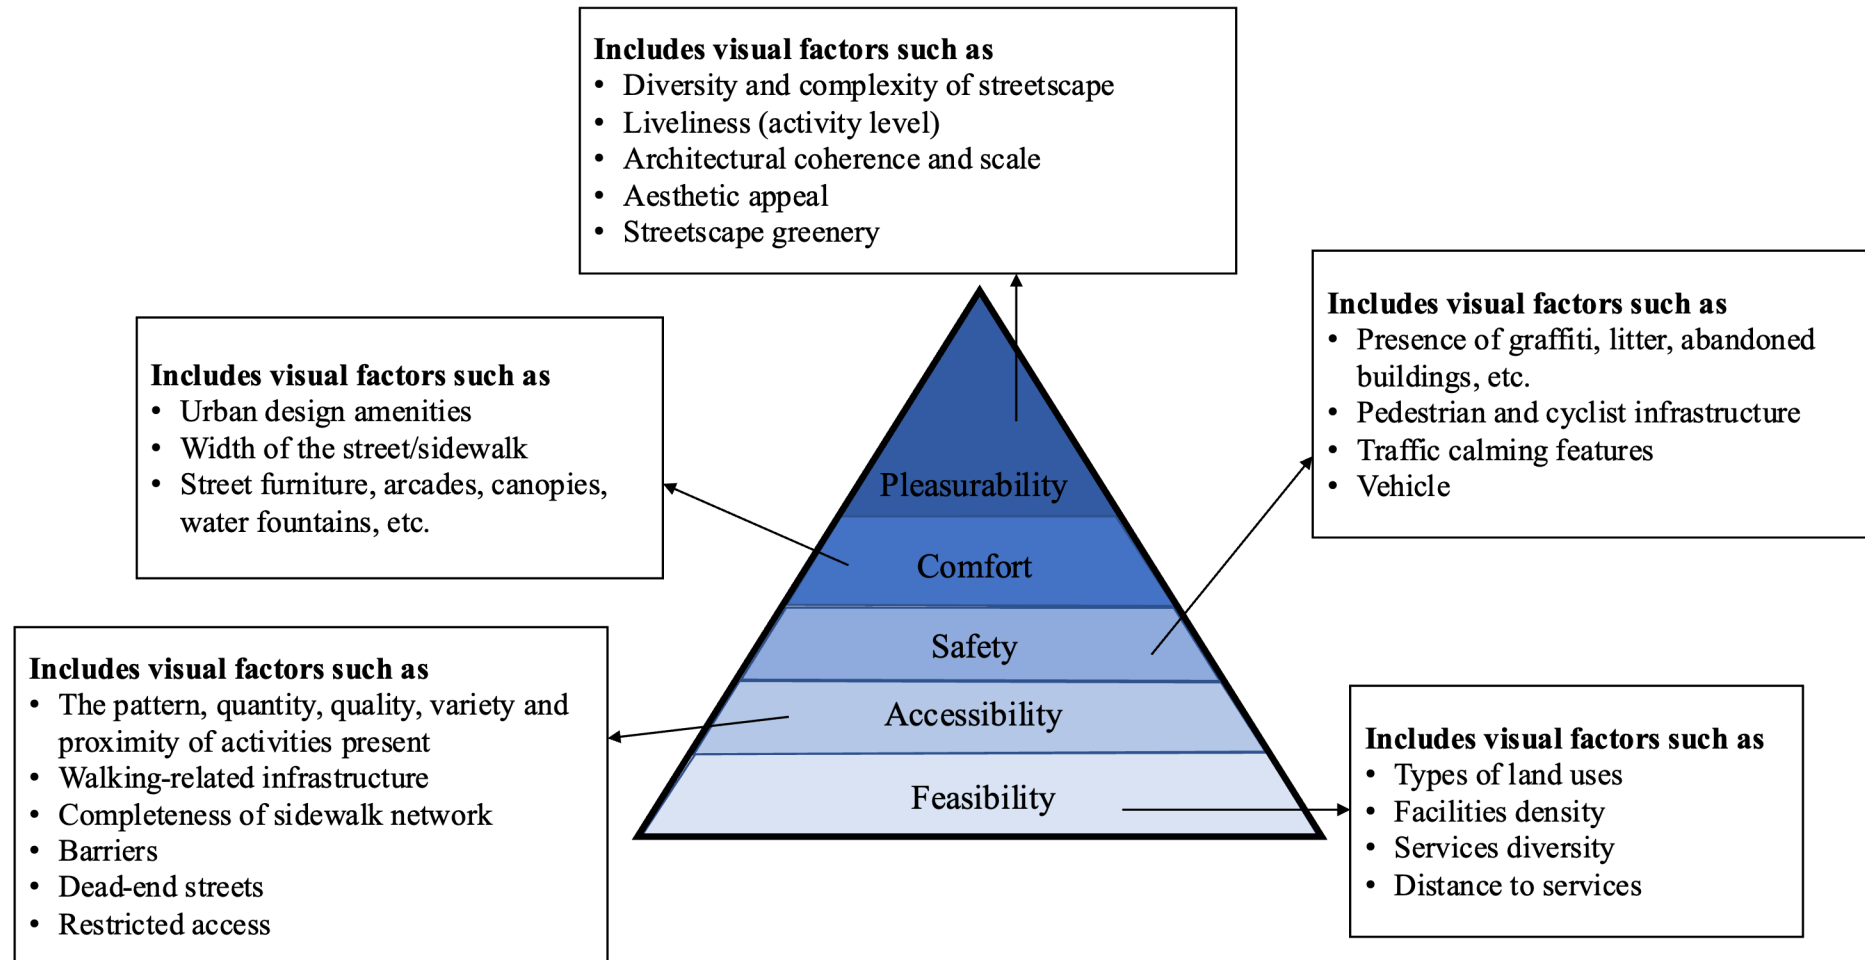 Includes visual factors such as
• Diversity and complexity of streetscape
• Liveliness (activity level)
• Architectural coherence and scale
• Aesthetic appeal
• Streetscape greenery
Includes visual factors such as
• Urban design amenities
• Width of the street/sidewalk
• Street furniture, arcades, canopies,
water fountains, etc.
Includes visual factors such as
• Presence of graffiti, litter, abandoned
buildings, etc.
• Pedestrian and cyclist infrastructure
• Traffic calming features
• Vehicle
Pleasurability
Comfort
Safety
Accessibility
Feasibility
Includes visual factors such as
• The pattern, quantity, quality, variety and
proximity of activities present
• Walking-related infrastructure
• Completeness of sidewalk network
• Barriers
• Dead-end streets
• Restricted access
Includes visual factors such as
• Types of land uses
• Facilities density
• Services diversity
• Distance to services